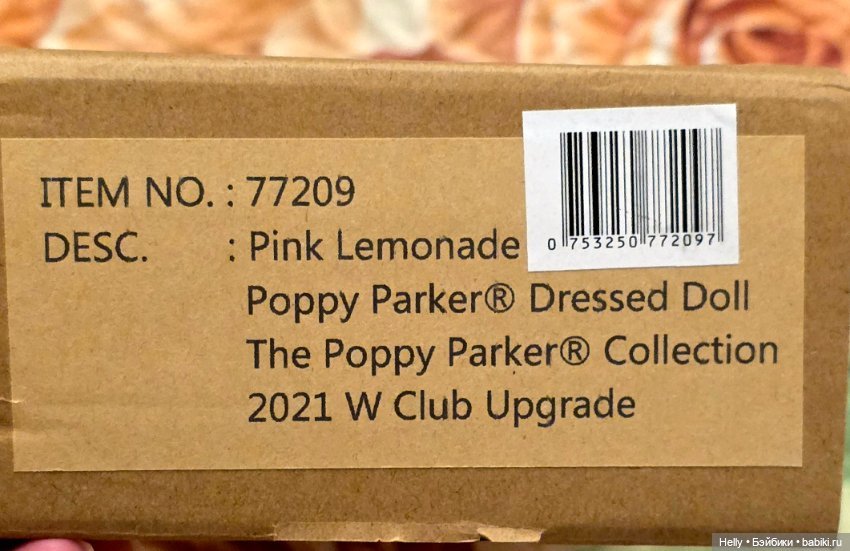 ITEM NO. : 77209
DESC. : Pink Lemonade
Poppy Parker® Dressed Doll
The Poppy Parker® Collection
2021 W Club Upgrade
0 753250 772097
Helly • Бэйбики • babiki.ru